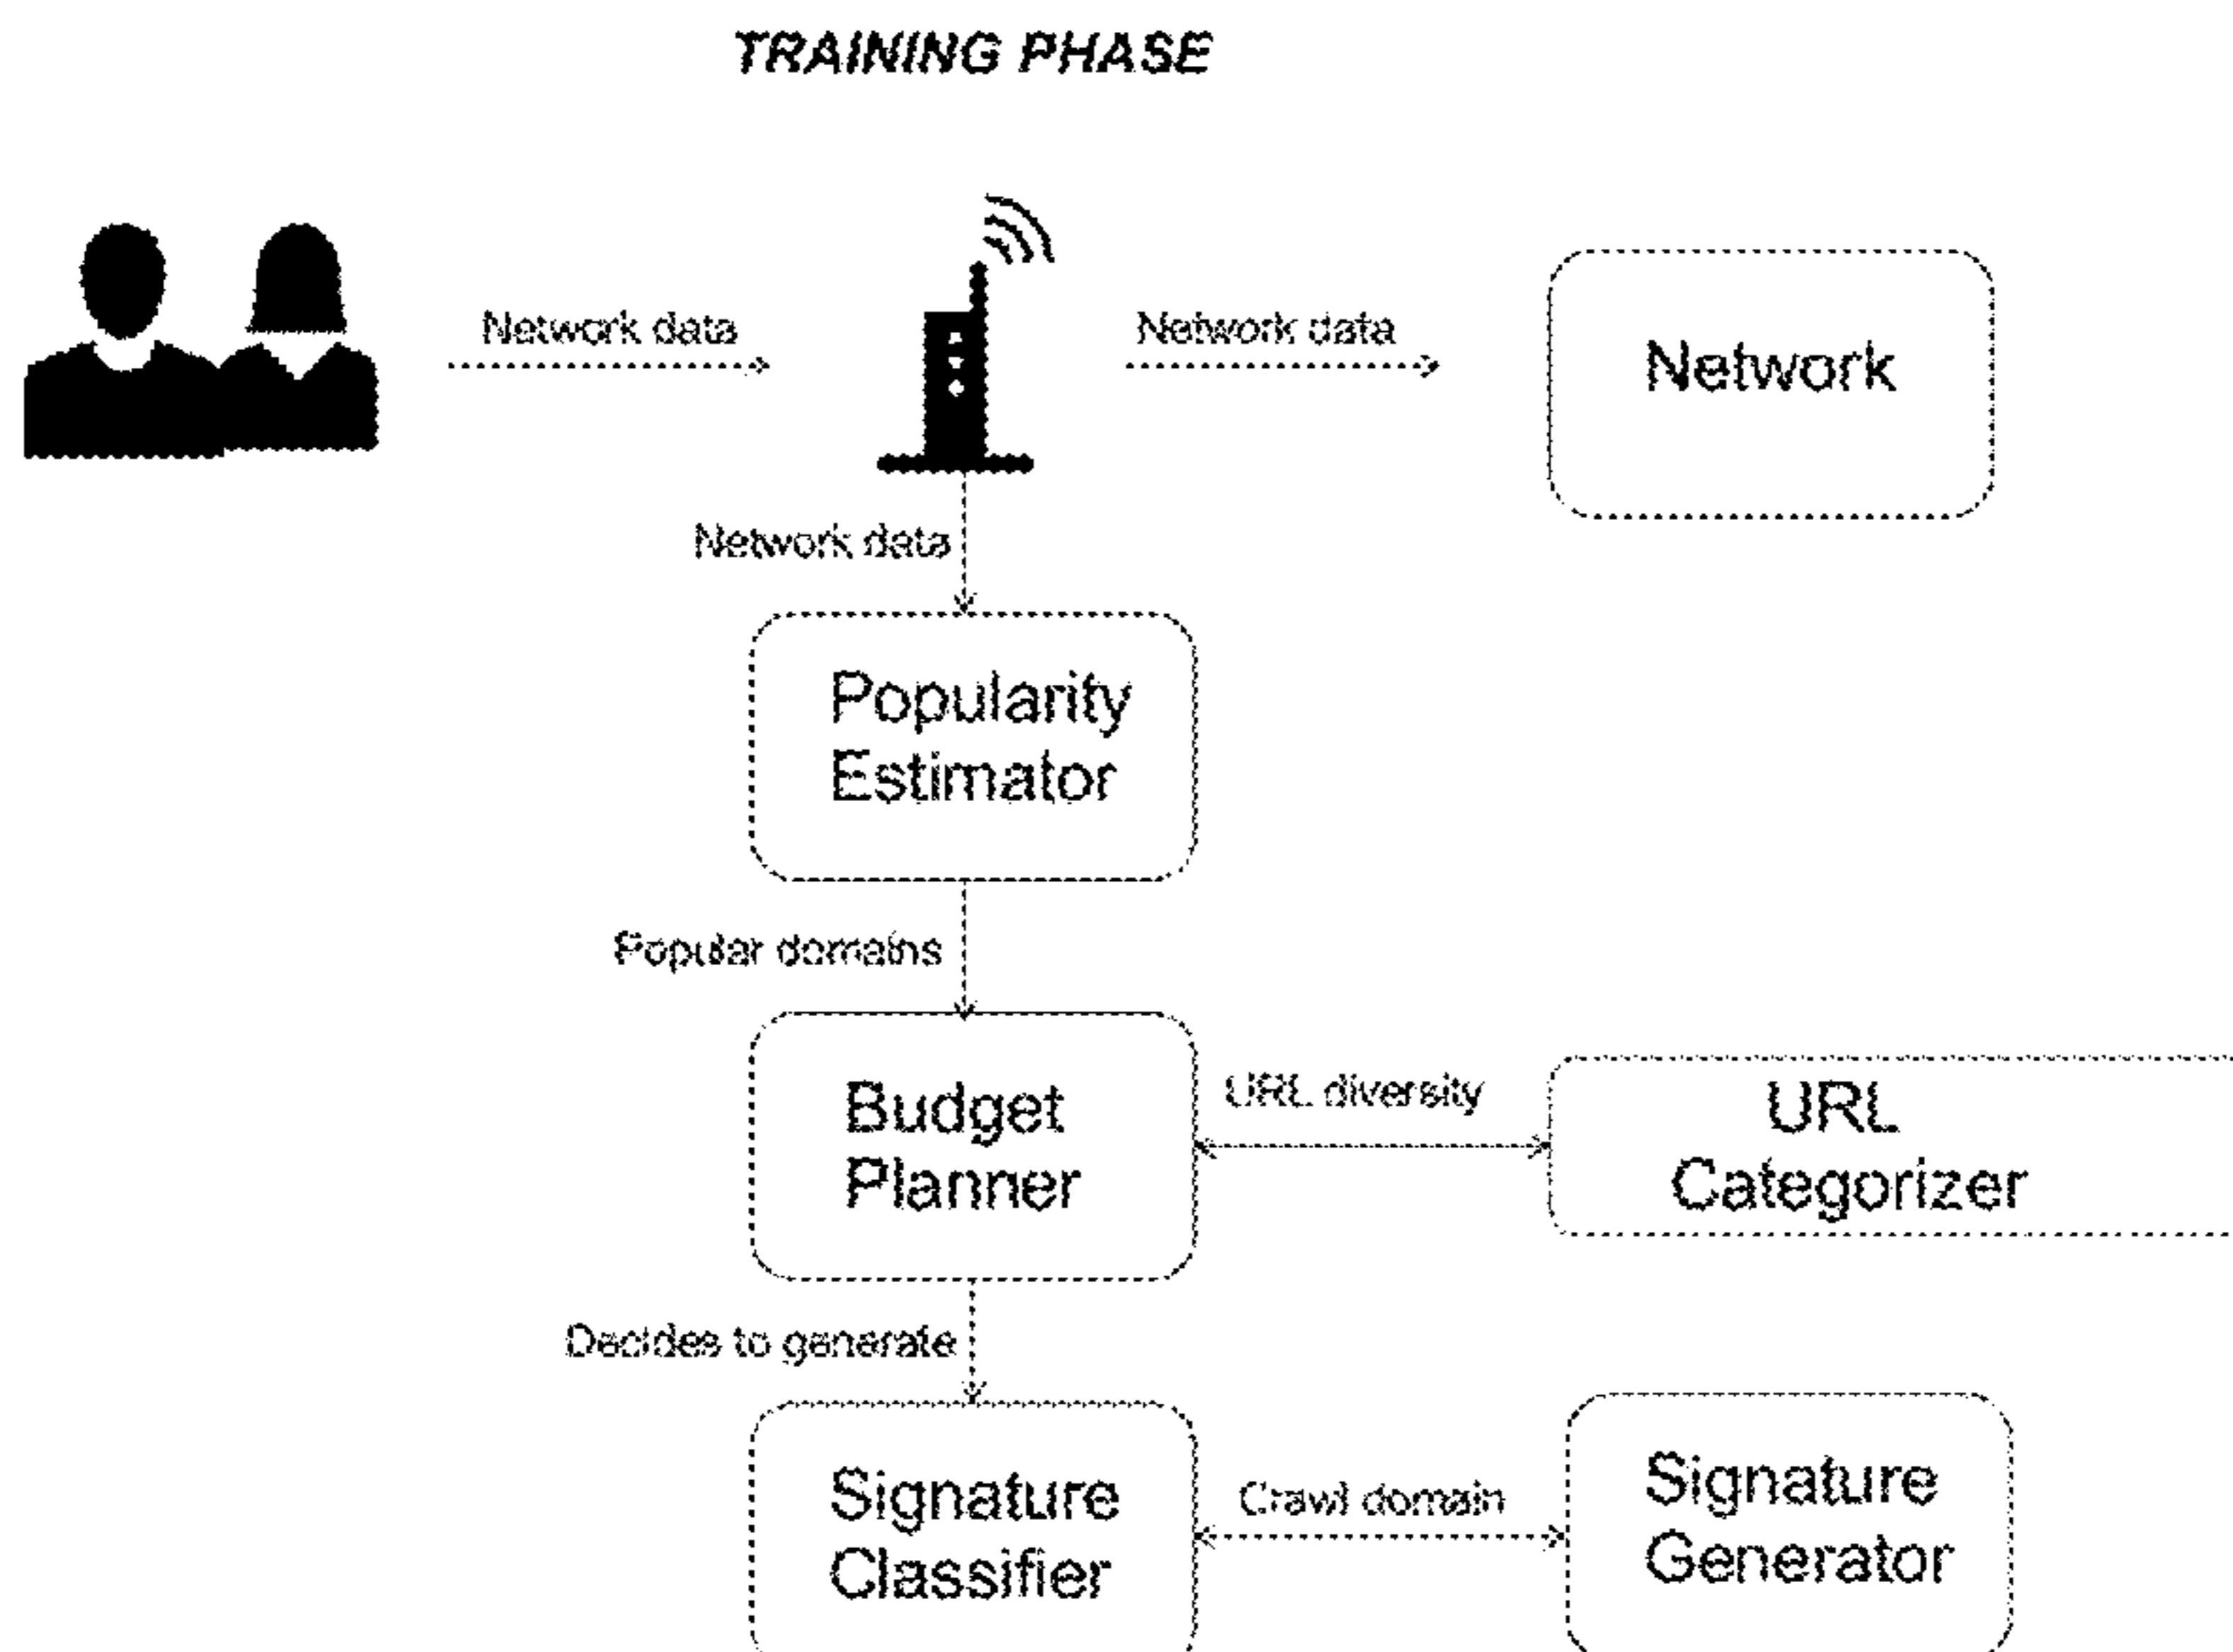 TRAINING PHASE
Network data
Network data
Network
Network data
Popularity
Estimator
Popular domains
Budget
Planner
URL diversity
URL
Categorizer
Decides to generate
Signature
Classifier
Crawl domain
Signature
Generator